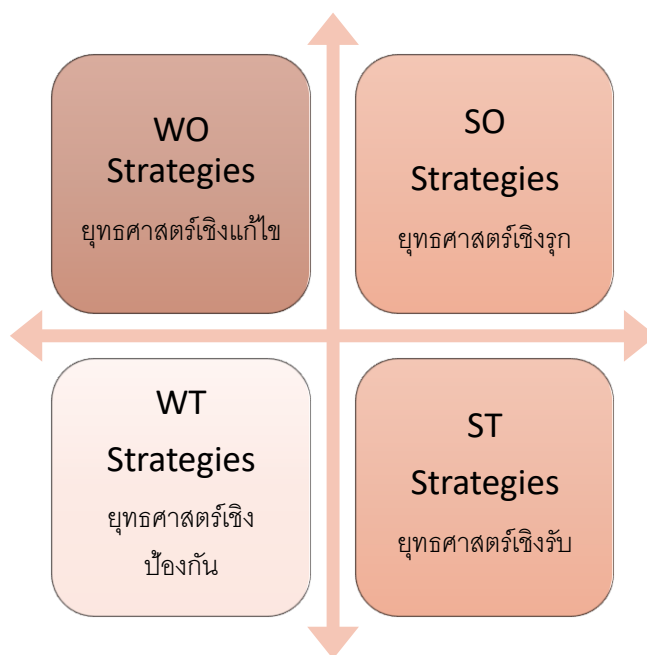 WO
Strategies
ยุทธศาสตร์เชิงแก้ไข
SO
Strategies
ยุทธศาสตร์เชิงรุก
WT
Strategies
ยุทธศาสตร์เชิง
ป้องกัน
ST
Strategies
ยุทธศาสตร์เชิงรับ